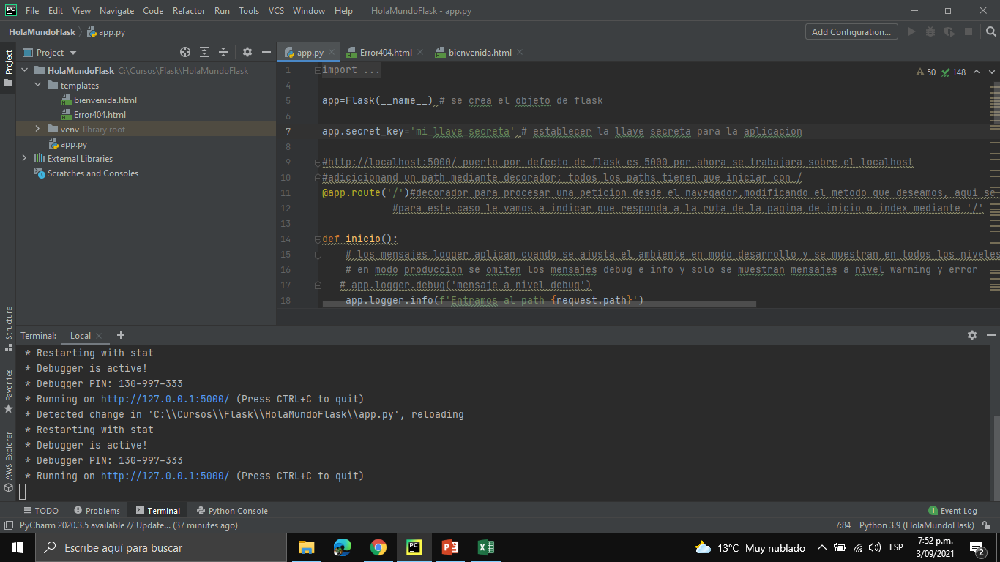 PC File Edit View Navigate Code Refactor Run Tools VCS Window Help HolaMundoFlask - app.py
HolaMundoFlask app.py Add Configuration...
Project
Project
HolaMundoFlask C:\Cursos\Flask\HolaMundoFlask
templates
bienvenida.html
Error404.html
venv library root
app.py
External Libraries
Scratches and Consoles
app.py Error404.html bienvenida.html
50 148
1 import ...
4
5 app=Flask(__name__) # se crea el objeto de flask
6
7 app.secret_key='mi_llave_secreta' # establecer la llave secreta para la aplicacion
8
9 #http://localhost:5000/ puerto por defecto de flask es 5000 por ahora se trabajara sobre el localhost
10 #adicicionand un path mediante decorador; todos los paths tienen que iniciar con /
11 @app.route('/')#decorador para procesar una peticion desde el navegador,modificando el metodo que deseamos, aqui se
12 #para este caso le vamos a indicar que responda a la ruta de la pagina de inicio o index mediante '/'
13
14 def inicio():
15 # los mensajes logger aplican cuando se ajusta el ambiente en modo desarrollo y se muestran en todos los niveles
16 # en modo produccion se omiten los mensajes debug e info y solo se muestran mensajes a nivel warning y error
17 # app.logger.debug('mensaje a nivel debug')
18 app.logger.info(f'Entramos al path {request.path}')
Structure
Favorites
AWS Explorer
Terminal: Local
* Restarting with stat
* Debugger is active!
* Debugger PIN: 130-997-333
* Running on http://127.0.0.1:5000/ (Press CTRL+C to quit)
* Detected change in 'C:\\Cursos\\Flask\\HolaMundoFlask\\app.py', reloading
* Restarting with stat
* Debugger is active!
* Debugger PIN: 130-997-333
* Running on http://127.0.0.1:5000/ (Press CTRL+C to quit)
TODO Problems Terminal Python Console 1 Event Log
PyCharm 2020.3.5 available // Update... (37 minutes ago) 7:84 Python 3.9 (HolaMundoFlask)
Escribe aquí para buscar
PC
13°C Muy nublado ESP
7:52 p.m.
3/09/2021
2